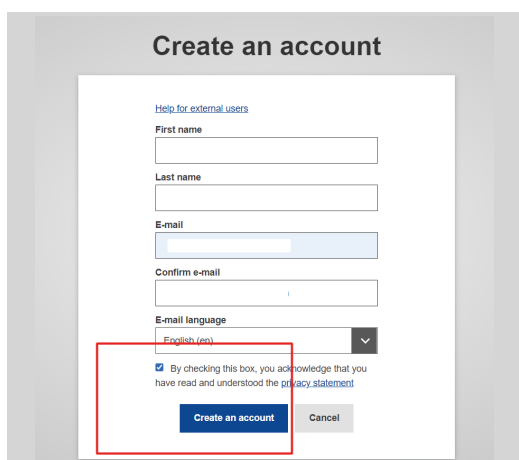 Create an account
Help for external users
First name
Last name
E-mail
Confirm e-mail
E-mail language
English (en)
By checking this box, you acknowledge that you
have read and understood the privacy statement
Create an account
Cancel